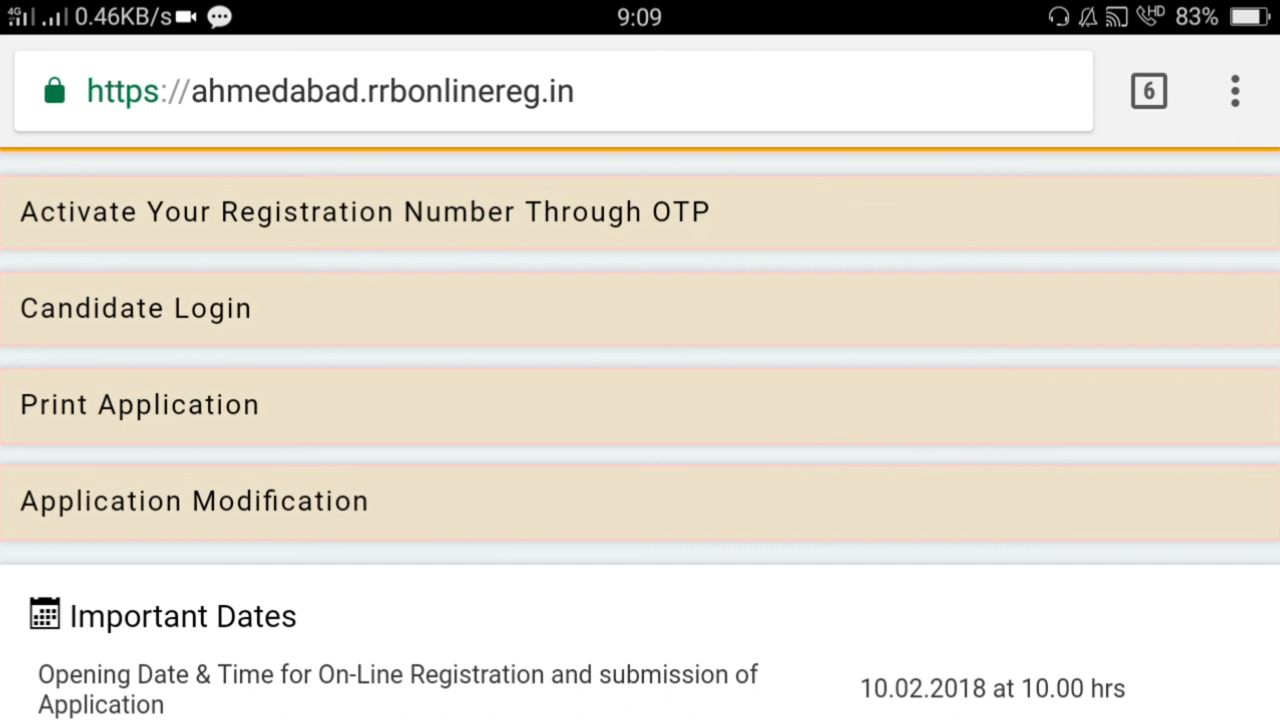 4G 0.46KB/s 9:09 HD 83%
https://ahmedabad.rrbonlinereg.in 6
Activate Your Registration Number Through OTP
Candidate Login
Print Application
Application Modification
Important Dates
Opening Date & Time for On-Line Registration and submission of
Application
10.02.2018 at 10.00 hrs